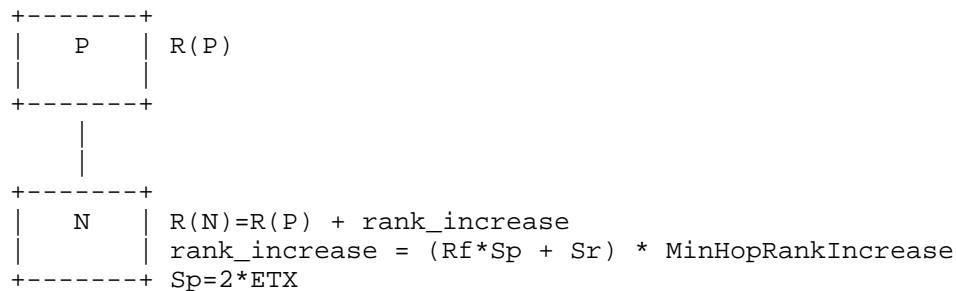 P R(P)
N R(N)=R(P) + rank_increase
rank_increase = (Rf*Sp + Sr) * MinHopRankIncrease
Sp=2*ETX